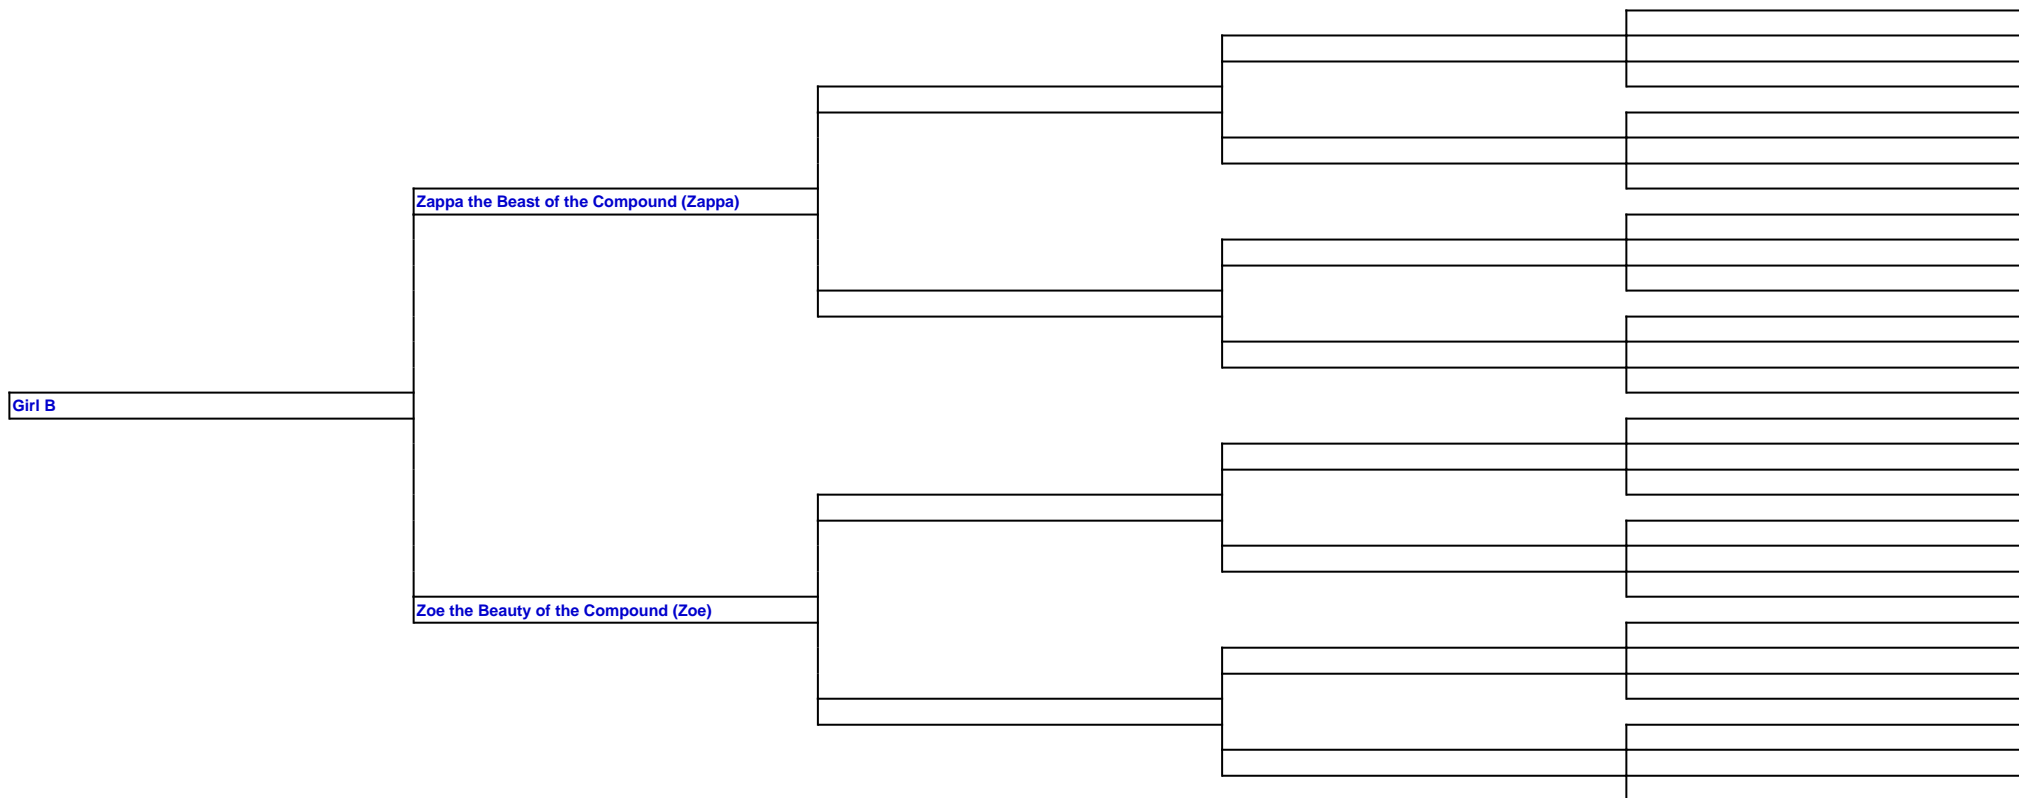 Zappa the Beast of the Compound (Zappa)
Girl B
Zoe the Beauty of the Compound (Zoe)